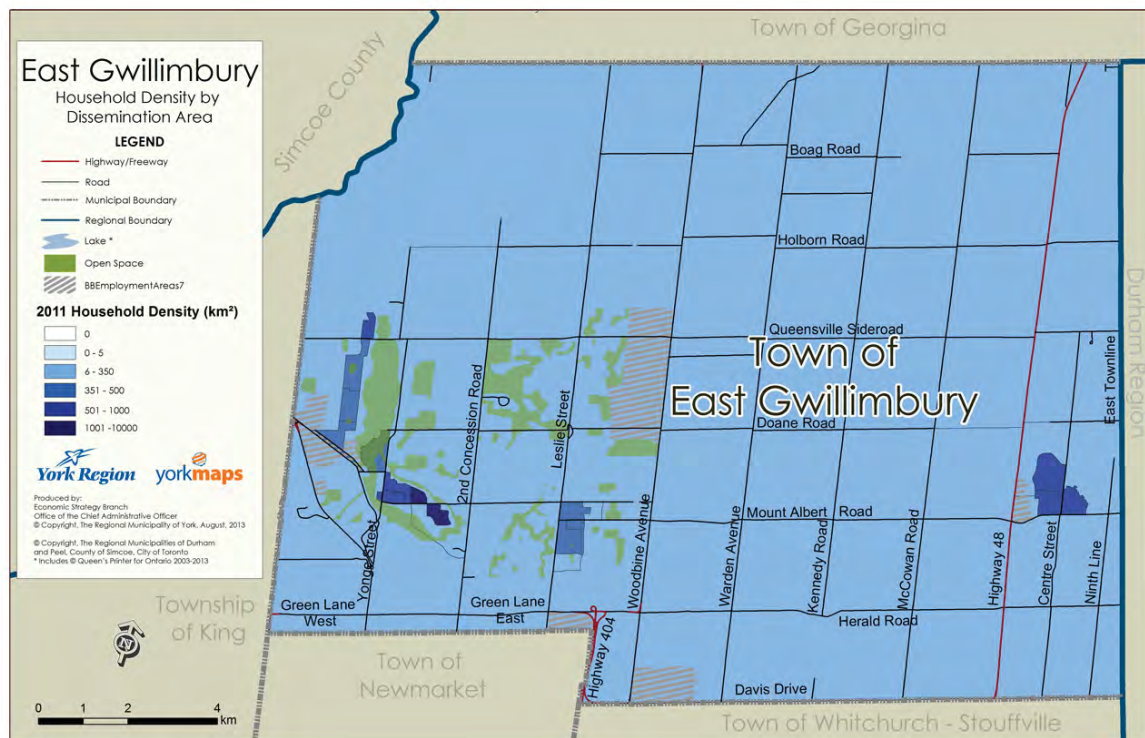 East Gwillimbury
Household Density by
Dissemination Area
LEGEND
Highway/Freeway
Road
Municipal Boundary
Regional Boundary
Lake *
Open Space
BBEmploymentAreas7
2011 Household Density (km²)
0
0 - 5
6 - 350
351 - 500
501 - 1000
1001 -10000
York Region
yorkmaps
Produced by:
Economic Strategy Branch
Office of the Chief Administrative Officer
© Copyright, The Regional Municipality of York, August, 2013
© Copyright, The Regional Municipalities of Durham
and Peel, County of Simcoe, City of Toronto
* Includes © Queen's Printer for Ontario 2003-2013
Town of Georgina
Simcoe County
Boag Road
Holborn Road
Durham Region
Queensville Sideroad
Town of
East Gwillimbury
East Townline
2nd Concession Road
Leslie Street
Doane Road
Mount Albert Road
Yonge Street
Woodbine Avenue
Warden Avenue
Kennedy Road
McCowan Road
Highway 48
Centre Street
Ninth Line
Green Lane
West
Green Lane
East
Herald Road
Township
of King
Highway 404
Town of
Newmarket
Davis Drive
Town of Whitchurch - Stouffville
N
0 1 2 4
km